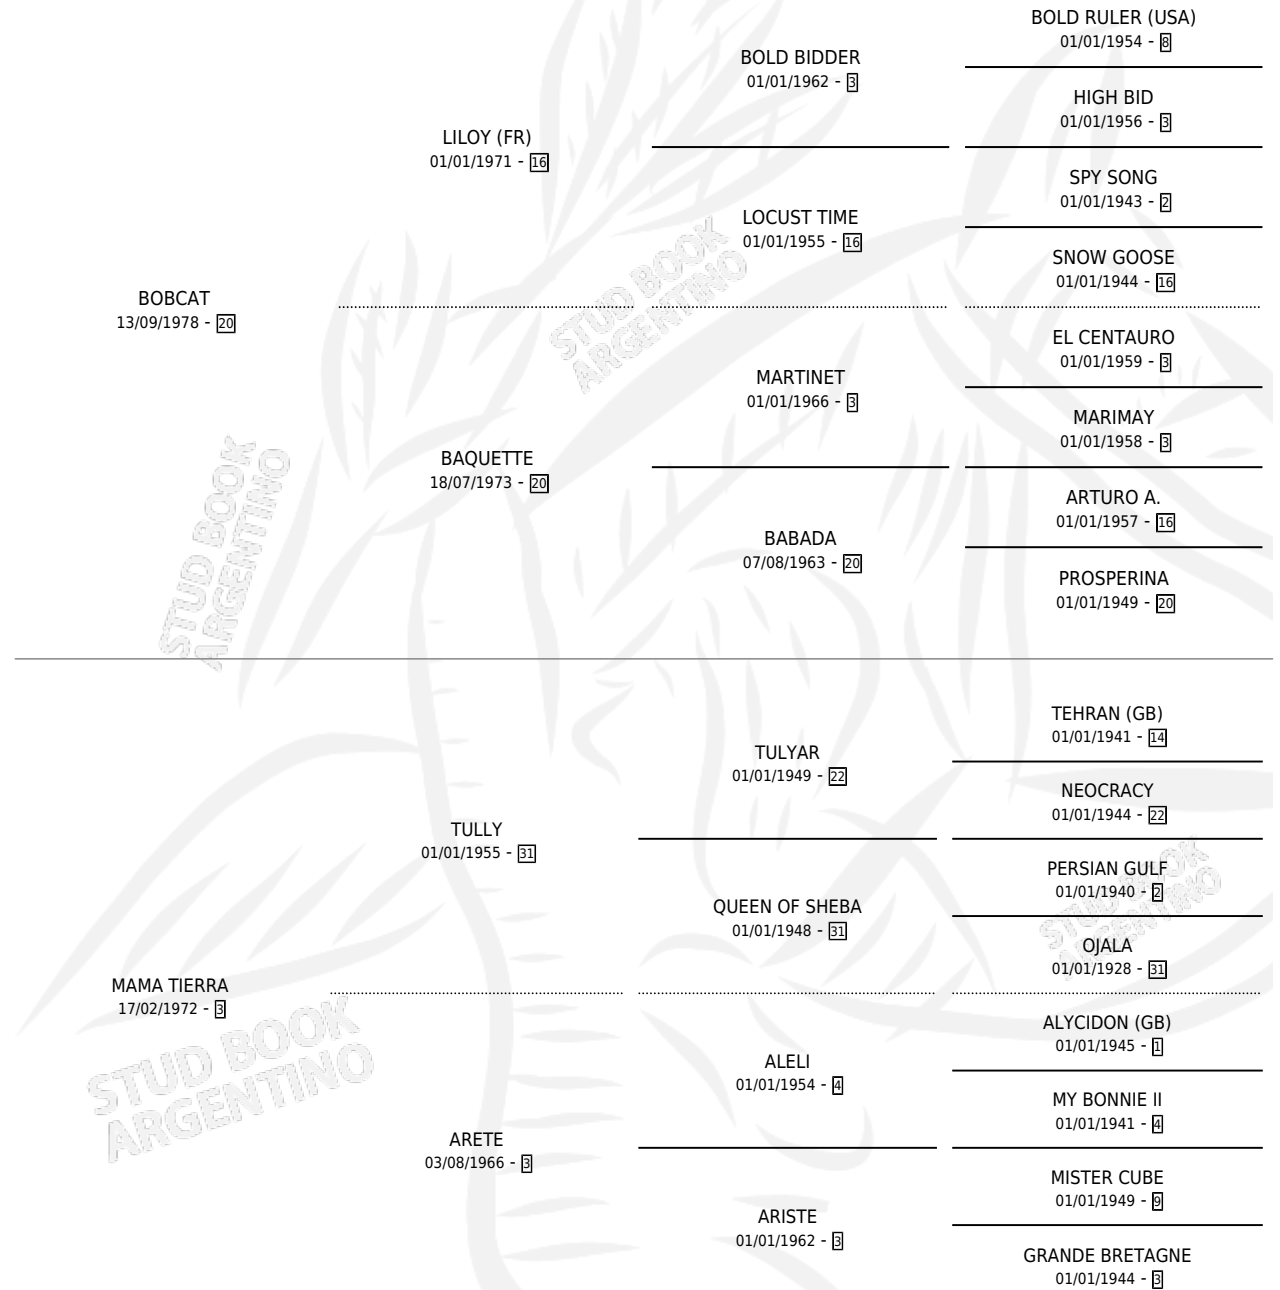 BOLD RULER (USA)
01/01/1954 - 8
BOLD BIDDER
01/01/1962 - 3
HIGH BID
01/01/1956 - 3
LILOY (FR)
01/01/1971 - 16
SPY SONG
01/01/1943 - 2
LOCUST TIME
01/01/1955 - 16
SNOW GOOSE
01/01/1944 - 16
BOBCAT
13/09/1978 - 20
STUD BOOK
ARGENTINO
EL CENTAURO
01/01/1959 - 3
MARTINET
01/01/1966 - 3
MARIMAY
01/01/1958 - 3
BAQUETTE
18/07/1973 - 20
ARTURO A.
01/01/1957 - 16
BABADA
07/08/1963 - 20
PROSPERINA
01/01/1949 - 20
STUD BOOK
ARGENTINO
TEHRAN (GB)
01/01/1941 - 14
TULYAR
01/01/1949 - 22
NEOCRACY
01/01/1944 - 22
TULLY
01/01/1955 - 31
PERSIAN GULF
01/01/1940 - 2
QUEEN OF SHEBA
01/01/1948 - 31
STUD BOOK
ARGENTINO
OJALA
01/01/1928 - 31
MAMA TIERRA
17/02/1972 - 3
STUD BOOK
ARGENTINO
ALYCIDON (GB)
01/01/1945 - 1
ALELI
01/01/1954 - 4
MY BONNIE II
01/01/1941 - 4
ARETE
03/08/1966 - 3
MISTER CUBE
01/01/1949 - 9
ARISTE
01/01/1962 - 3
GRANDE BRETAGNE
01/01/1944 - 3